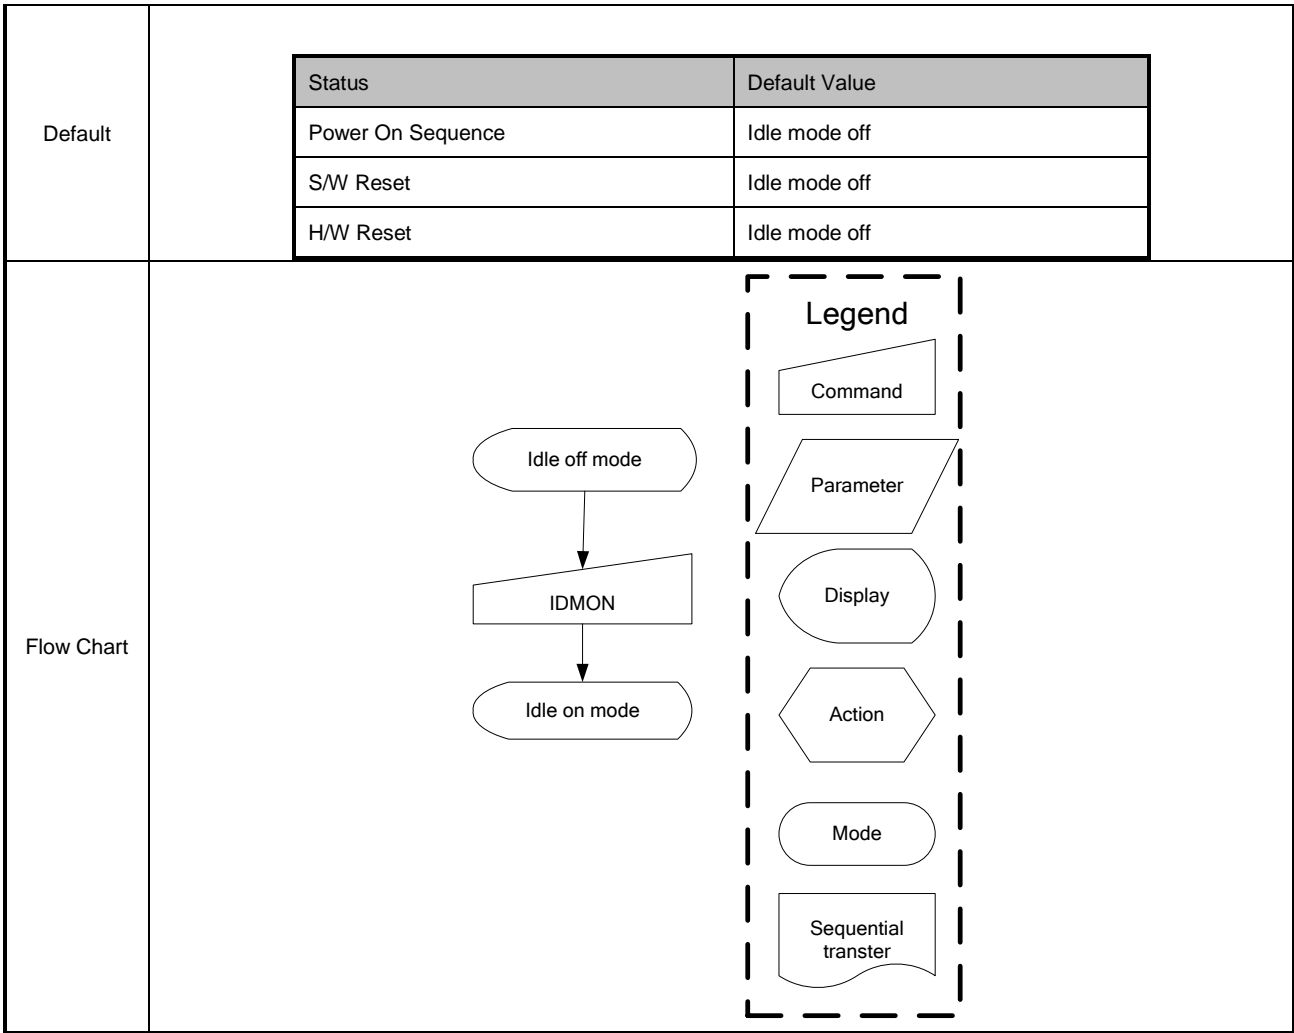 Default
Status Default Value
Power On Sequence Idle mode off
S/W Reset Idle mode off
H/W Reset Idle mode off
Flow Chart
Idle off mode
IDMON
Idle on mode
Legend
Command
Parameter
Display
Action
Mode
Sequential
transter